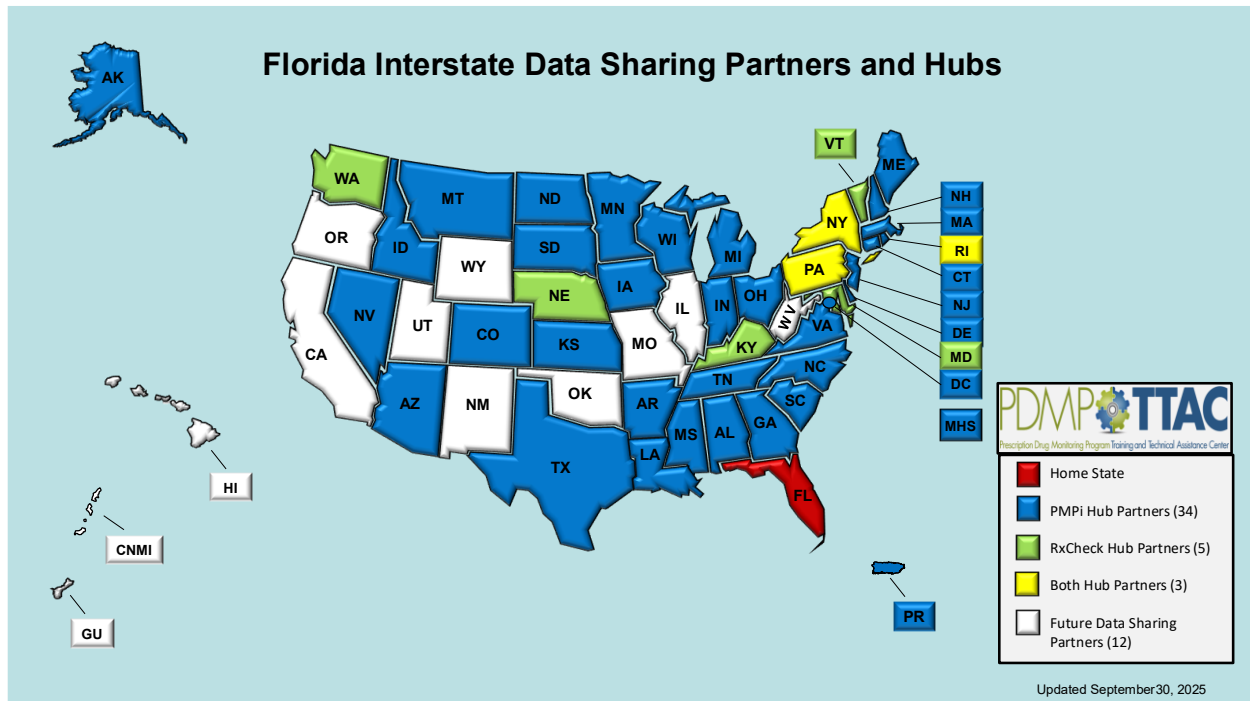 Florida Interstate Data Sharing Partners and Hubs
AK
WA
MT
ND
MN
VT
ME
NH
MA
OR
ID
SD
WI
MI
NY
RI
WY
IA
PA
CT
NE
NJ
NV
UT
CO
IL
IN
OH
WV
VA
DE
CA
KS
MO
KY
MD
AZ
NM
OK
AR
TN
NC
DC
SC
MS
AL
GA
MHS
TX
LA
FL
HI
CNMI
GU
PR
PDMP TTAC
Prescription Drug Monitoring Program Training and Technical Assistance Center
Home State
PMPi Hub Partners (34)
RxCheck Hub Partners (5)
Both Hub Partners (3)
Future Data Sharing
Partners (12)
Updated September30, 2025